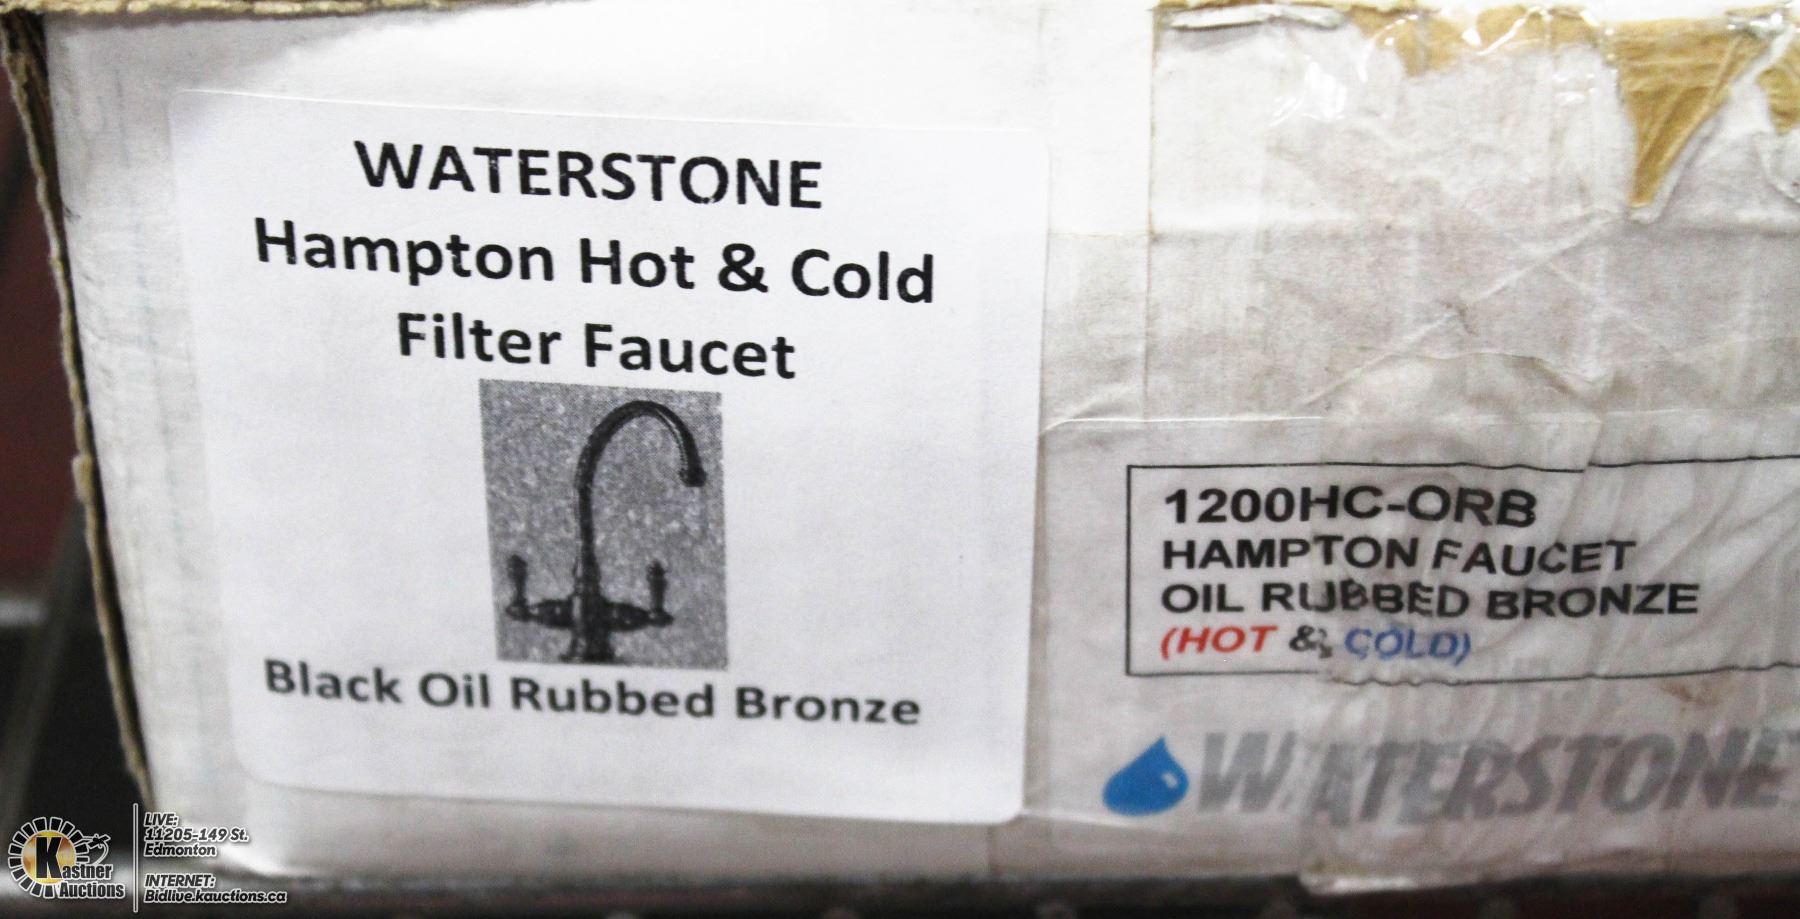 WATERSTONE
Hampton Hot & Cold
Filter Faucet
Black Oil Rubbed Bronze
1200HC-ORB
HAMPTON FAUCET
OIL RUBBED BRONZE
(HOT & COLD)
WATERSTONE
Kastner
Auctions
LIVE:
11205-149 St.
Edmonton
INTERNET:
Bidlive.kauctions.ca